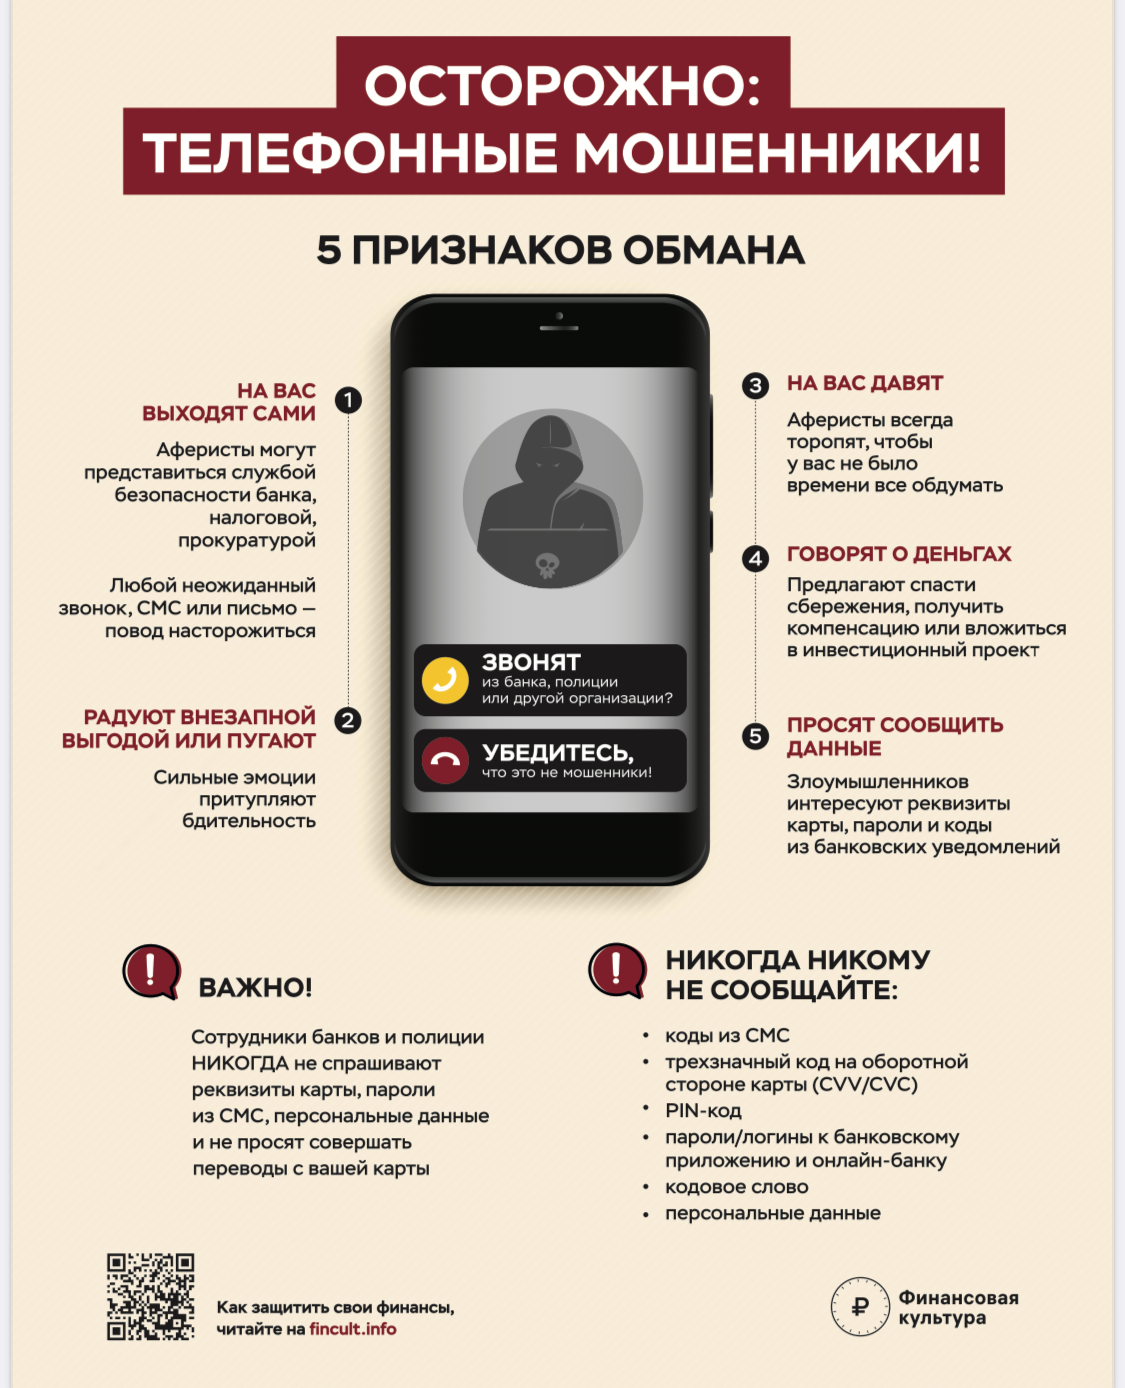 ОСТОРОЖНО:
ТЕЛЕФОННЫЕ МОШЕННИКИ!
5 ПРИЗНАКОВ ОБМАНА
1
НА ВАС
ВЫХОДЯТ САМИ
Аферисты могут
представиться службой
безопасности банка,
налоговой,
прокуратурой
Любой неожиданный
звонок, СМС или письмо —
повод насторожиться
2
РАДУЮТ ВНЕЗАПНОЙ
ВЫГОДОЙ ИЛИ ПУГАЮТ
Сильные эмоции
притупляют
бдительность
ЗВОНЯТ
из банка, полиции
или другой организации?
УБЕДИТЕСЬ,
что это не мошенники!
3
НА ВАС ДАВЯТ
Аферисты всегда
торопят, чтобы
у вас не было
времени все обдумать
4
ГОВОРЯТ О ДЕНЬГАХ
Предлагают спасти
сбережения, получить
компенсацию или вложиться
в инвестиционный проект
5
ПРОСЯТ СООБЩИТЬ
ДАННЫЕ
Злоумышленников
интересуют реквизиты
карты, пароли и коды
из банковских уведомлений
!
ВАЖНО!
Сотрудники банков и полиции
НИКОГДА не спрашивают
реквизиты карты, пароли
из СМС, персональные данные
и не просят совершать
переводы с вашей карты
!
НИКОГДА НИКОМУ
НЕ СООБЩАЙТЕ:
• коды из СМС
• трехзначный код на оборотной
стороне карты (CVV/CVC)
• PIN-код
• пароли/логины к банковскому
приложению и онлайн-банку
• кодовое слово
• персональные данные
Как защитить свои финансы,
читайте на fincult.info
₽
Финансовая
культура